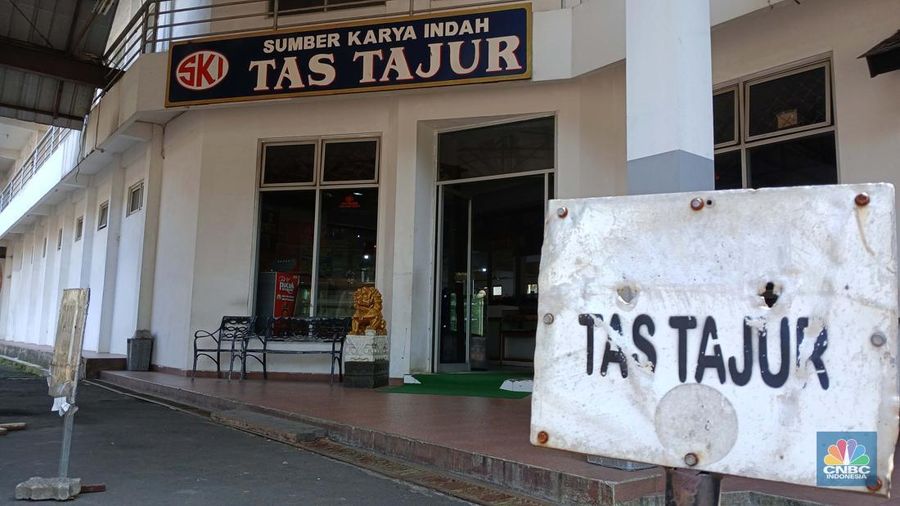 SKI
SUMBER KARYA INDAH
TAS TAJUR
TAS TAJUR
CNBC
INDONESIA